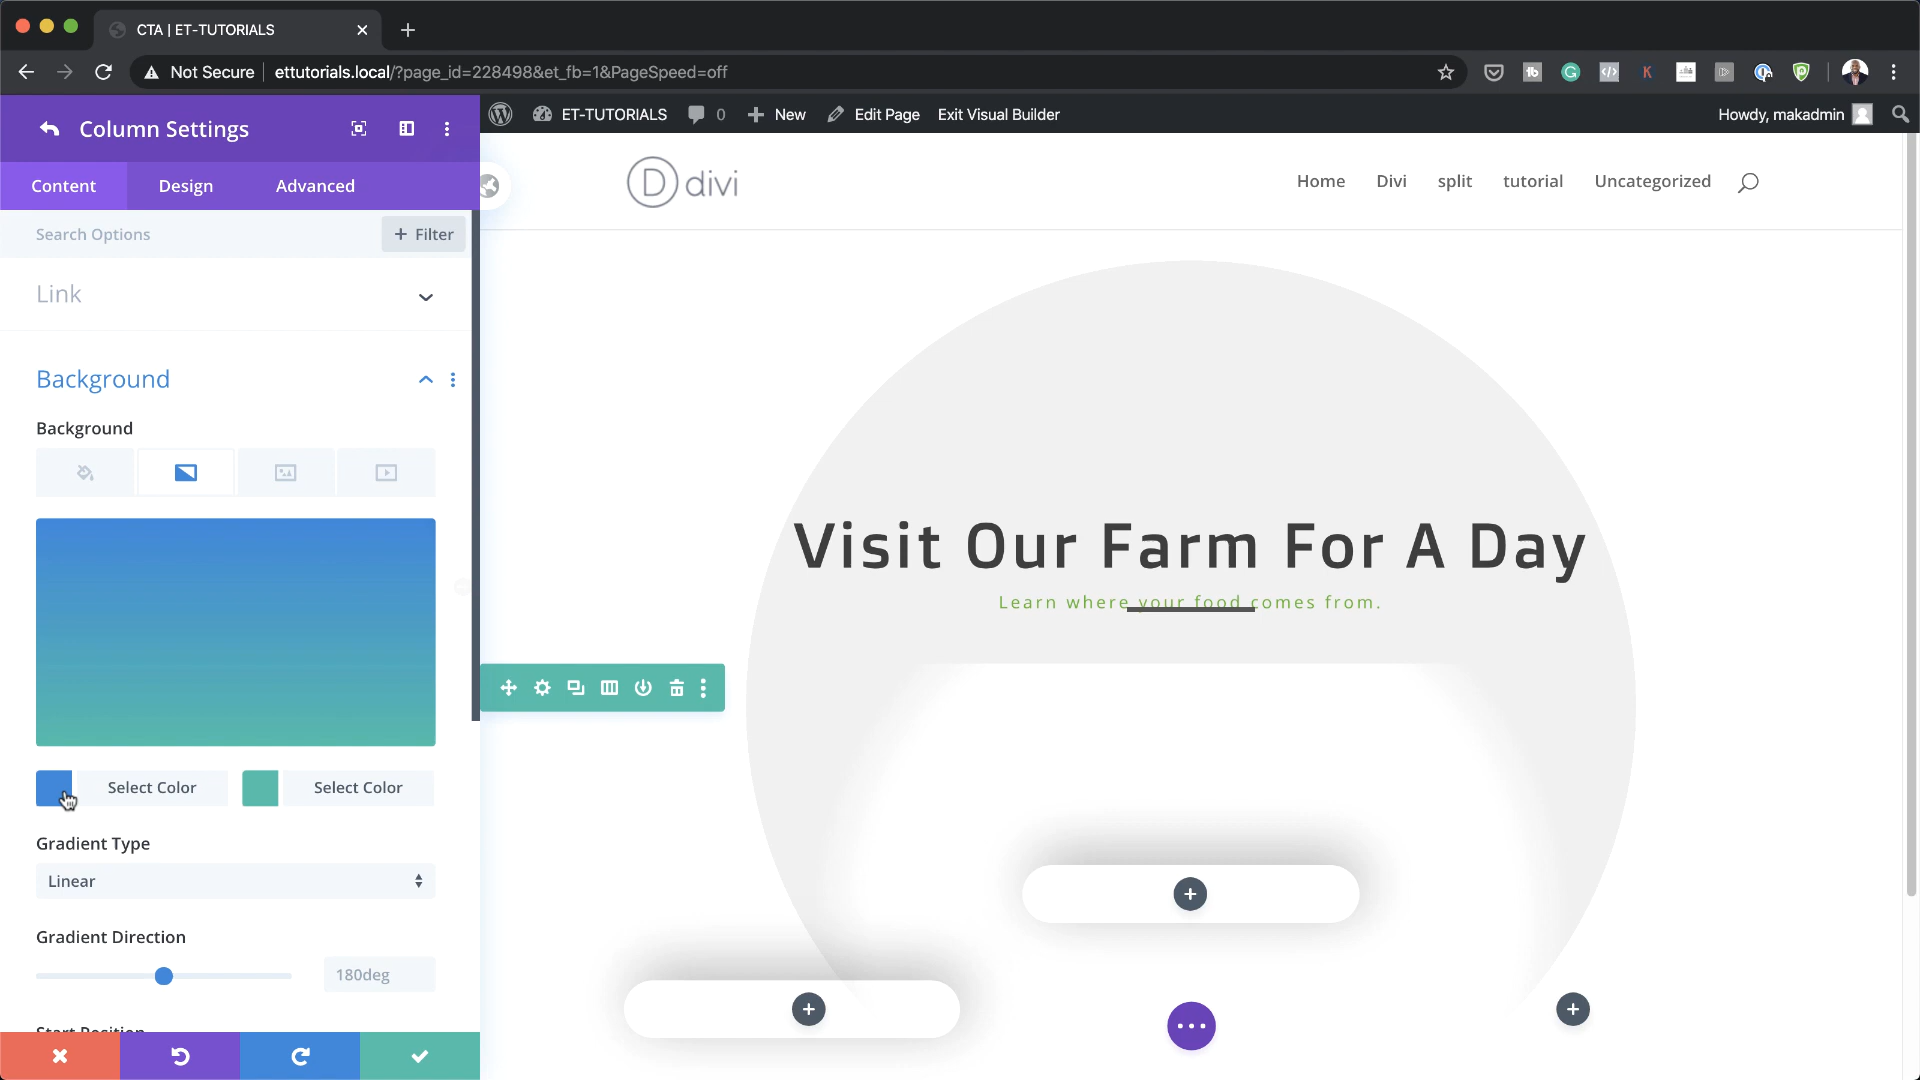 CTA | ET-TUTORIALS
Not Secure ettutorials.local/?page_id=228498&et_fb=1&PageSpeed=off
Column Settings
ET-TUTORIALS 0 New Edit Page Exit Visual Builder Howdy, makadmin
Content Design Advanced
divi
Home Divi split tutorial Uncategorized
Search Options + Filter
Link
Background
Background
Visit Our Farm For A Day
Learn where your food comes from.
Select Color Select Color
Gradient Type
Linear
Gradient Direction
180deg
Start Position